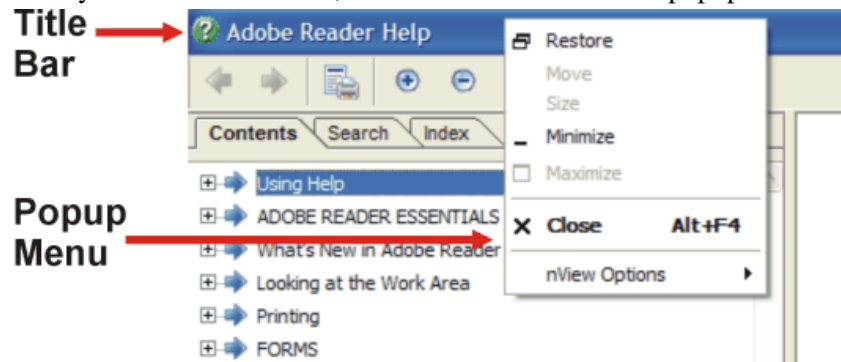 Title
Bar
Adobe Reader Help
Restore
Move
Size
Minimize
Maximize
Close Alt+F4
nView Options
Contents Search Index
Using Help
ADOBE READER ESSENTIALS
What's New in Adobe Reader
Looking at the Work Area
Printing
FORMS
Popup
Menu